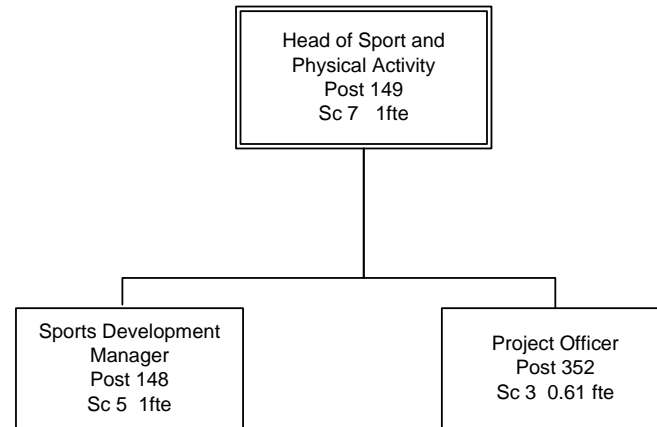 Head of Sport and
Physical Activity
Post 149
Sc 7   1fte
Sports Development
Manager
Post 148
Sc 5  1fte
Project Officer
Post 352
Sc 3  0.61 fte